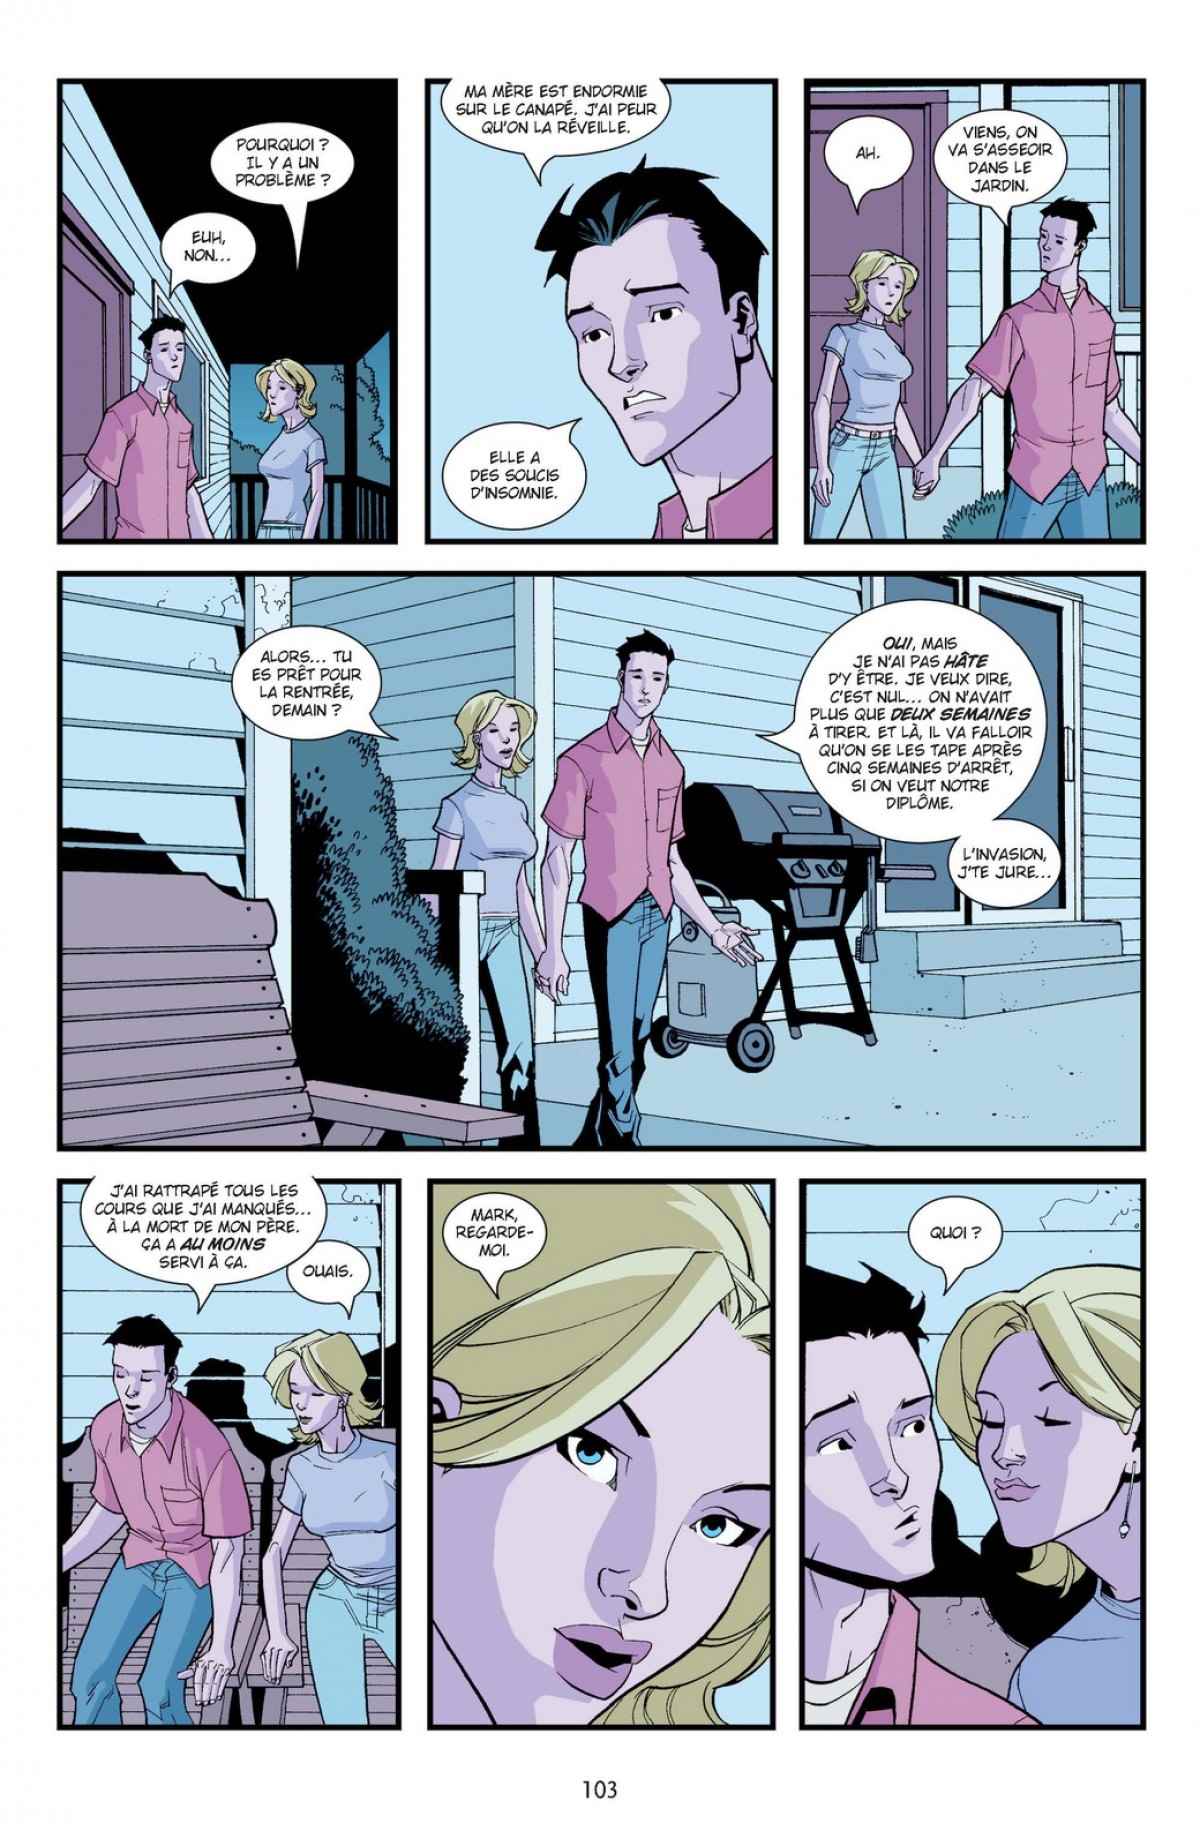 POURQUOI ?
IL Y A UN
PROBLÈME ?
EUH,
NON...
MA MÈRE EST ENDORMIE
SUR LE CANAPÉ. J'AI PEUR
QU'ON LA RÉVEILLE.
ELLE A
DES SOUCIS
D'INSOMNIE.
AH.
VIENS, ON
VA S'ASSEOIR
DANS LE
JARDIN.
ALORS... TU
ES PRÊT POUR
LA RENTRÉE,
DEMAIN ?
OUI, MAIS
JE N'AI PAS HÂTE
D'Y ÊTRE. JE VEUX DIRE,
C'EST NUL... ON N'AVAIT
PLUS QUE DEUX SEMAINES
À TIRER. ET LÀ, IL VA FALLOIR
QU'ON SE LES TAPE APRÈS
CINQ SEMAINES D'ARRÊT,
SI ON VEUT NOTRE
DIPLÔME.
L'INVASION,
J'TE JURE...
J'AI RATTRAPÉ TOUS LES
COURS QUE J'AI MANQUÉS...
À LA MORT DE MON PÈRE.
ÇA A AU MOINS
SERVI À ÇA.
OUAIS.
MARK,
REGARDE-
MOI.
QUOI ?
103